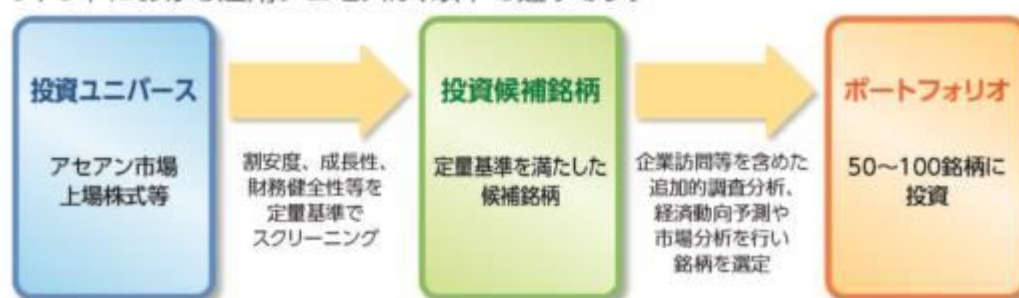 投資ユニバース
アセアン市場
上場株式等
割安度、成長性、
財務健全性等を
定量基準で
スクリーニング
投資候補銘柄
定量基準を満たした
候補銘柄
企業訪問等を含めた
追加的調査分析、
経済動向予測や
市場分析を行い
銘柄を選定
ポートフォリオ
50～100銘柄に
投資